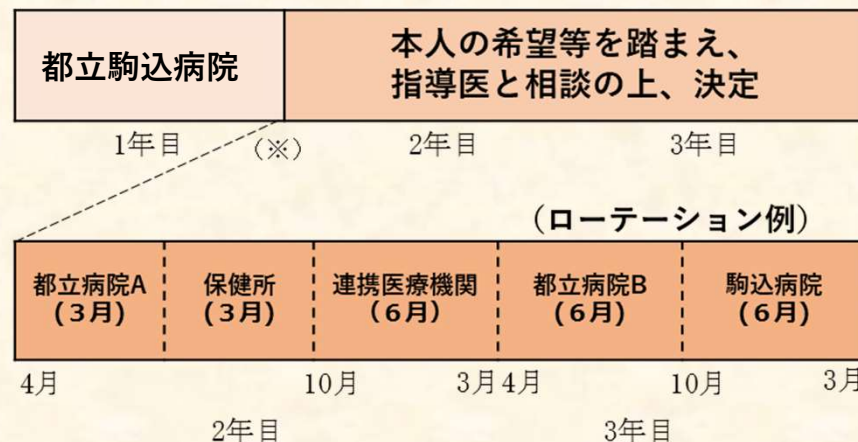 都立駒込病院
本人の希望等を踏まえ、
指導医と相談の上、決定
1年目
（※）
2年目
3年目
（ローテーション例）
都立病院A
(3月)
保健所
(3月)
連携医療機関
（6月）
都立病院B
(6月)
駒込病院
(6月)
4月
10月
3月
4月
10月
3月
2年目
3年目